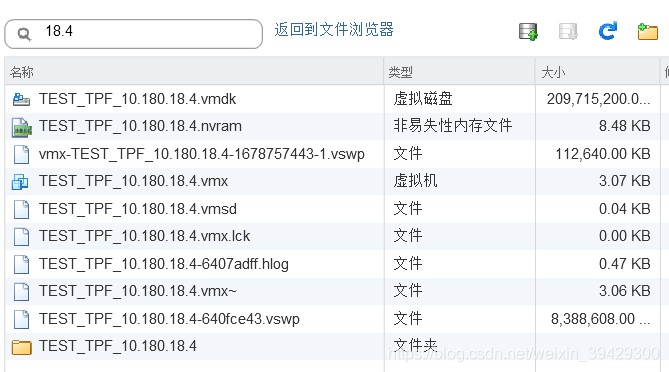 18.4 返回到文件浏览器
名称 类型 大小
TEST_TPF_10.180.18.4.vmdk 虚拟磁盘 209,715,200.0...
TEST_TPF_10.180.18.4.nvram 非易失性内存文件 8.48 KB
vmx-TEST_TPF_10.180.18.4-1678757443-1.vswp 文件 112,640.00 KB
TEST_TPF_10.180.18.4.vmx 虚拟机 3.07 KB
TEST_TPF_10.180.18.4.vmsd 文件 0.04 KB
TEST_TPF_10.180.18.4.vmx.lck 文件 0.00 KB
TEST_TPF_10.180.18.4-6407adff.hlog 文件 0.47 KB
TEST_TPF_10.180.18.4.vmx~ 文件 3.06 KB
TEST_TPF_10.180.18.4-640fce43.vswp 文件 8,388,608.00 ...
TEST_TPF_10.180.18.4 文件夹
https://blog.csdn.net/weixin_39429300